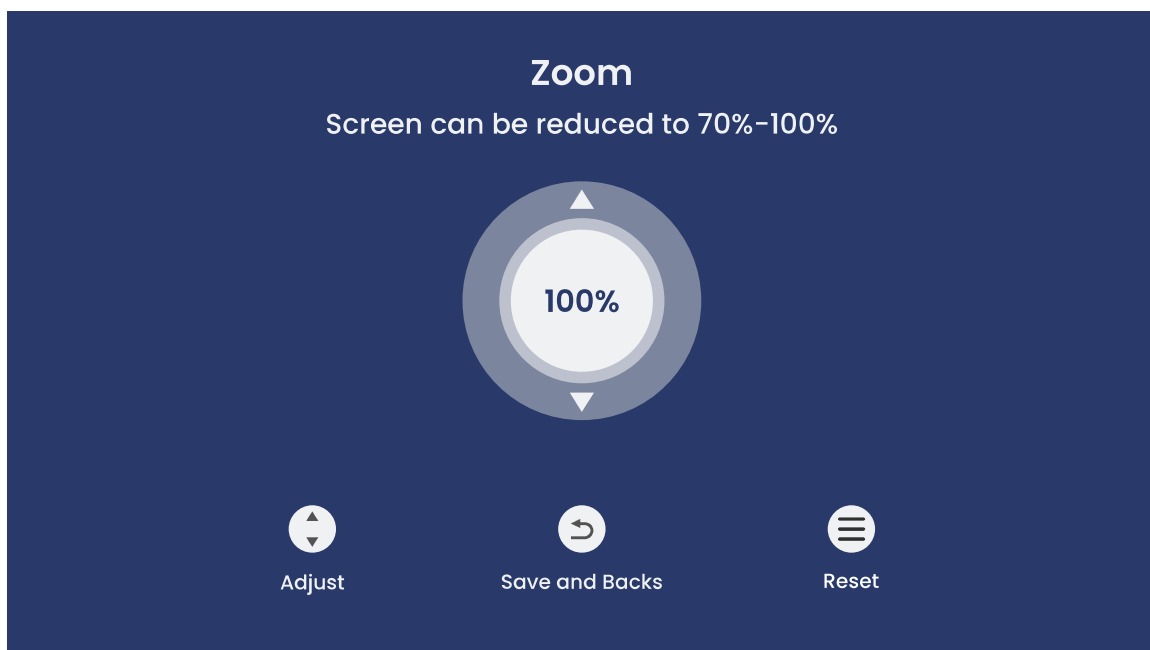 Zoom
Screen can be reduced to 70%-100%
100%
Adjust
Save and Backs
Reset